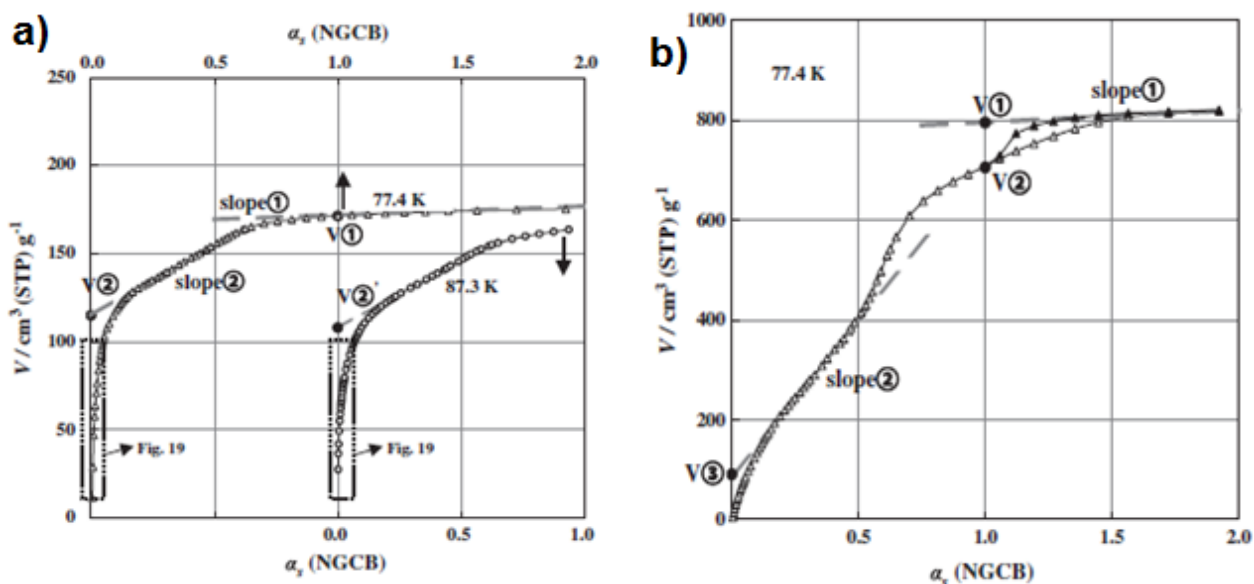 a)
αs (NGCB)
0.0 0.5 1.0 1.5 2.0
250
200
150
100
50
0
V / cm³ (STP) g⁻¹
slope①
77.4 K
V①
V②
slope②
V②'
87.3 K
Fig. 19
Fig. 19
0.0 0.5 1.0
αs (NGCB)
b)
1000
800
600
400
200
0
V / cm³ (STP) g⁻¹
77.4 K
V①
slope①
V②
slope②
V③
0.5 1.0 1.5 2.0
αs (NGCB)